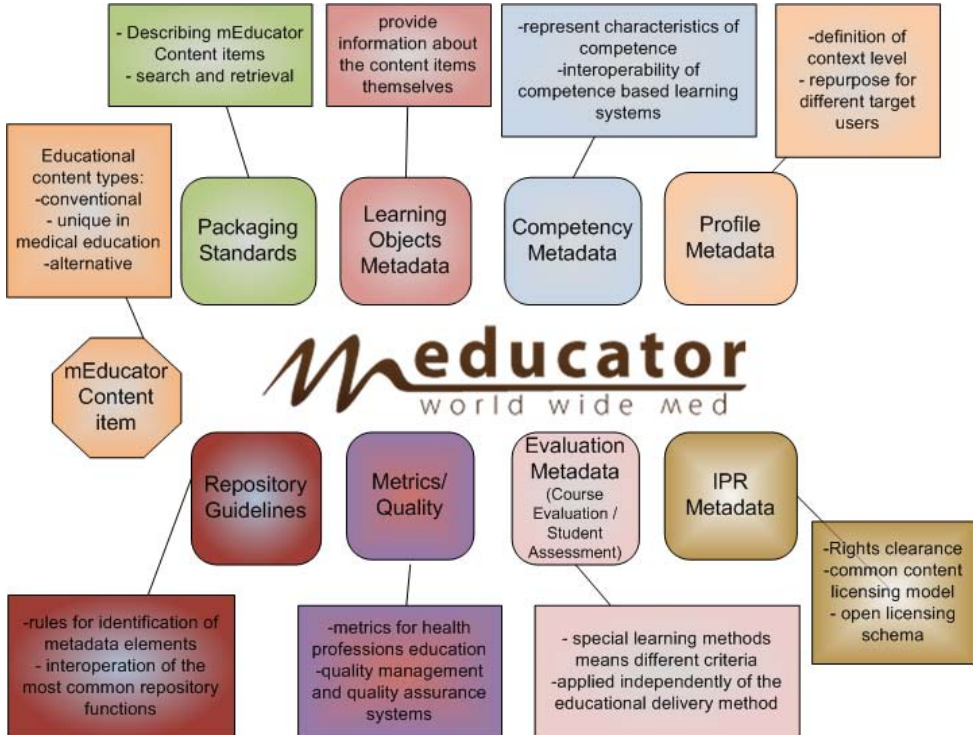 - Describing mEducator
Content items
- search and retrieval
provide
information about
the content items
themselves
-represent characteristics of
competence
-interoperability of
competence based learning
systems
-definition of
context level
- repurpose for
different target
users
Educational
content types:
-conventional
- unique in
medical education
-alternative
Packaging
Standards
Learning
Objects
Metadata
Competency
Metadata
Profile
Metadata
mEducator
Content
item
meducator
world wide med
Repository
Guidelines
Metrics/
Quality
Evaluation
Metadata
(Course
Evaluation /
Student
Assessment)
IPR
Metadata
-rules for identification of
metadata elements
- interoperation of the
most common repository
functions
-metrics for health
professions education
-quality management
and quality assurance
systems
- special learning methods
means different criteria
-applied independently of the
educational delivery method
-Rights clearance
-common content
licensing model
- open licensing
schema